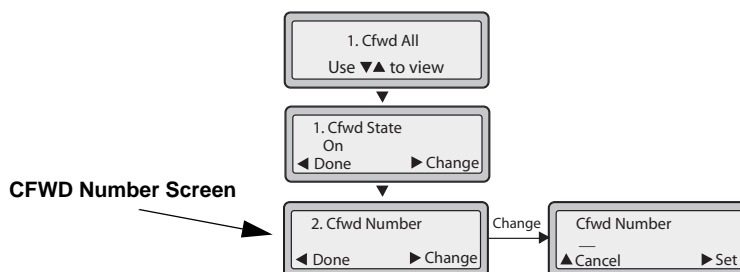 1. Cfwd All
Use ▼▲ to view
▼
1. Cfwd State
On
◀ Done ▶ Change
▼
CFWD Number Screen
2. Cfwd Number
◀ Done ▶ Change
Change
Cfwd Number
__
▲ Cancel ▶ Set